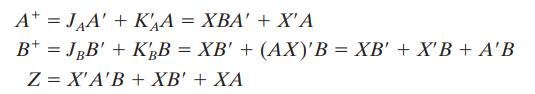 A⁺ = J_A A′ + K′_A A = XBA′ + X′A
B⁺ = J_B B′ + K′_B B = XB′ + (AX)′B = XB′ + X′B + A′B
Z = X′A′B + XB′ + XA